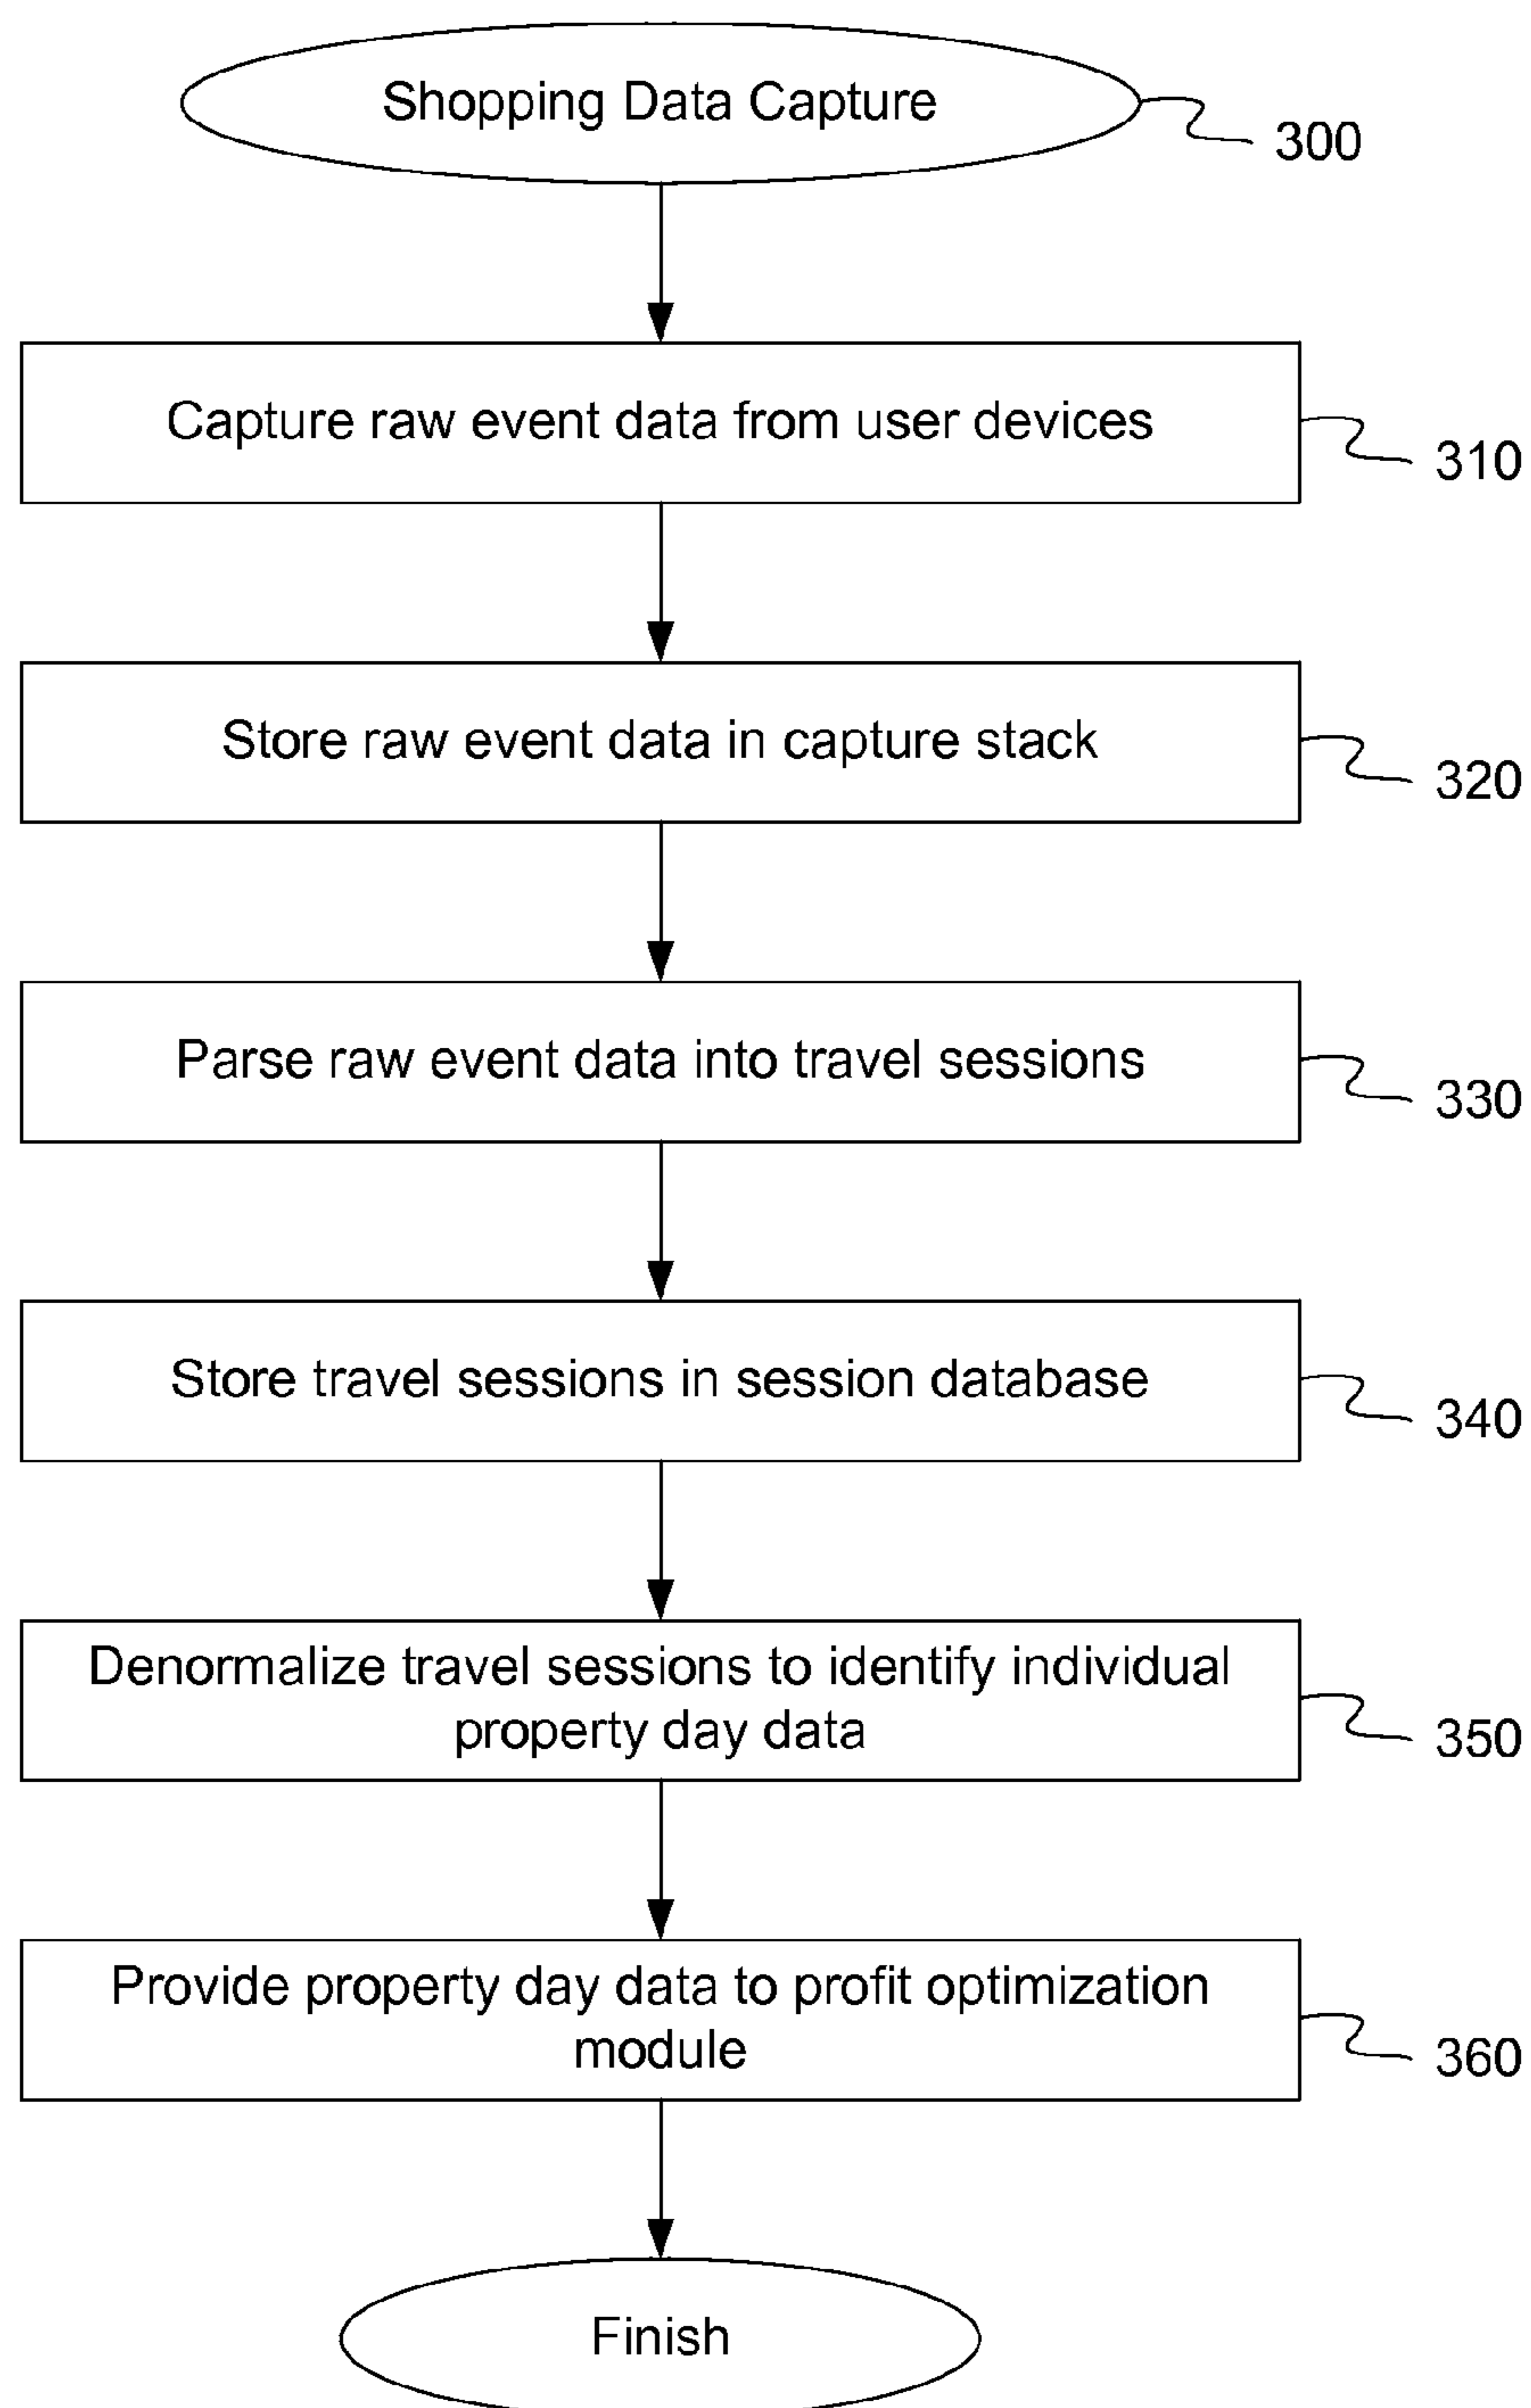 Shopping Data Capture
300
Capture raw event data from user devices
310
Store raw event data in capture stack
320
Parse raw event data into travel sessions
330
Store travel sessions in session database
340
Denormalize travel sessions to identify individual
property day data
350
Provide property day data to profit optimization
module
360
Finish